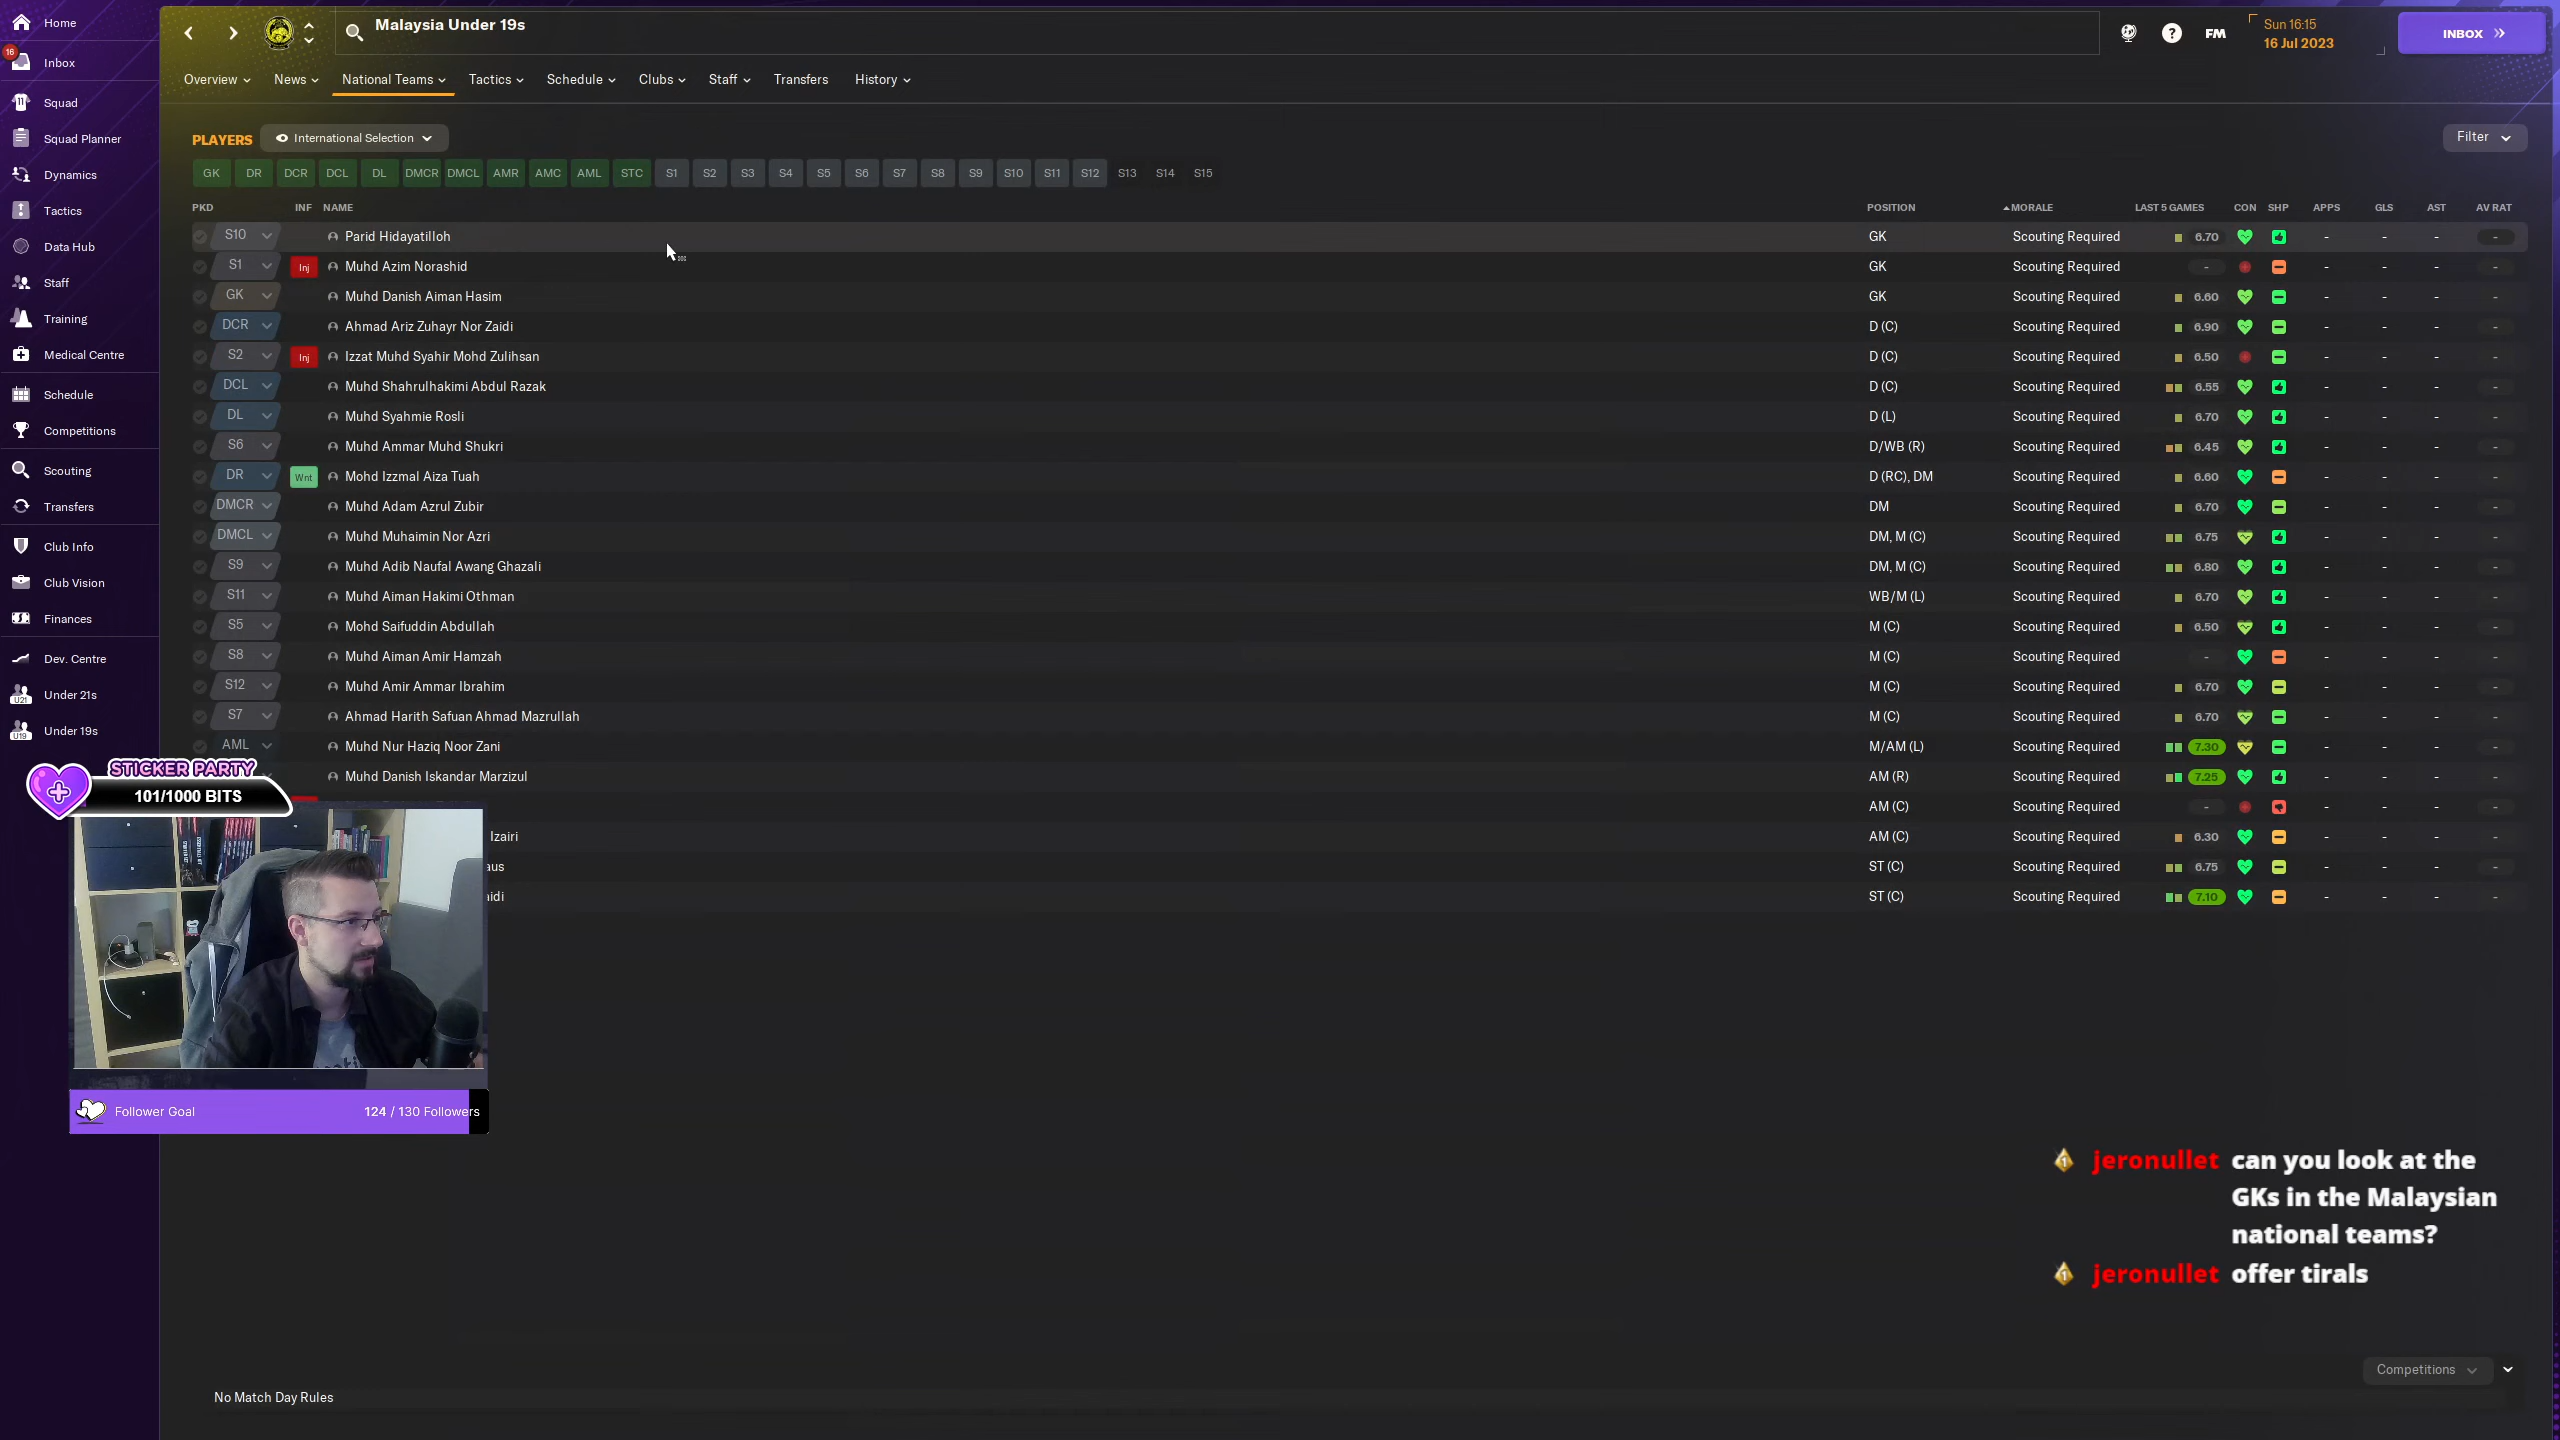 Home
Malaysia Under 19s
FM
Sun 16:15
16 Jul 2023
INBOX
16
Inbox
Overview News National Teams Tactics Schedule Clubs Staff Transfers History
Squad
Squad Planner
Dynamics
Tactics
Data Hub
Staff
Training
Medical Centre
Schedule
Competitions
Scouting
Transfers
Club Info
Club Vision
Finances
Dev. Centre
Under 21s
Under 19s
PLAYERS International Selection Filter
GK DR DCR DCL DL DMCR DMCL AMR AMC AML STC S1 S2 S3 S4 S5 S6 S7 S8 S9 S10 S11 S12 S13 S14 S15
PKD INF NAME POSITION MORALE LAST 5 GAMES CON SHP APPS GLS AST AV RAT
S10 Parid Hidayatilloh GK Scouting Required 6.70 - - - -
S1 Inj Muhd Azim Norashid GK Scouting Required - - - - -
GK Muhd Danish Aiman Hasim GK Scouting Required 6.60 - - - -
DCR Ahmad Ariz Zuhayr Nor Zaidi D (C) Scouting Required 6.90 - - - -
S2 Inj Izzat Muhd Syahir Mohd Zulihsan D (C) Scouting Required 6.50 - - - -
DCL Muhd Shahrulhakimi Abdul Razak D (C) Scouting Required 6.55 - - - -
DL Muhd Syahmie Rosli D (L) Scouting Required 6.70 - - - -
S6 Muhd Ammar Muhd Shukri D/WB (R) Scouting Required 6.45 - - - -
DR Wnt Mohd Izzmal Aiza Tuah D (RC), DM Scouting Required 6.60 - - - -
DMCR Muhd Adam Azrul Zubir DM Scouting Required 6.70 - - - -
DMCL Muhd Muhaimin Nor Azri DM, M (C) Scouting Required 6.75 - - - -
S9 Muhd Adib Naufal Awang Ghazali DM, M (C) Scouting Required 6.80 - - - -
S11 Muhd Aiman Hakimi Othman WB/M (L) Scouting Required 6.70 - - - -
S5 Mohd Saifuddin Abdullah M (C) Scouting Required 6.50 - - - -
S8 Muhd Aiman Amir Hamzah M (C) Scouting Required - - - - -
S12 Muhd Amir Ammar Ibrahim M (C) Scouting Required 6.70 - - - -
S7 Ahmad Harith Safuan Ahmad Mazrullah M (C) Scouting Required 6.70 - - - -
AML Muhd Nur Haziq Noor Zani M/AM (L) Scouting Required 7.30 - - - -
Muhd Danish Iskandar Marzizul AM (R) Scouting Required 7.25 - - - -
AM (C) Scouting Required - - - - -
Izairi AM (C) Scouting Required 6.30 - - - -
aus ST (C) Scouting Required 6.75 - - - -
aidi ST (C) Scouting Required 7.10 - - - -
STICKER PARTY
101/1000 BITS
Follower Goal 124 / 130 Followers
jeronullet can you look at the
GKs in the Malaysian
national teams?
jeronullet offer tirals
Competitions
No Match Day Rules